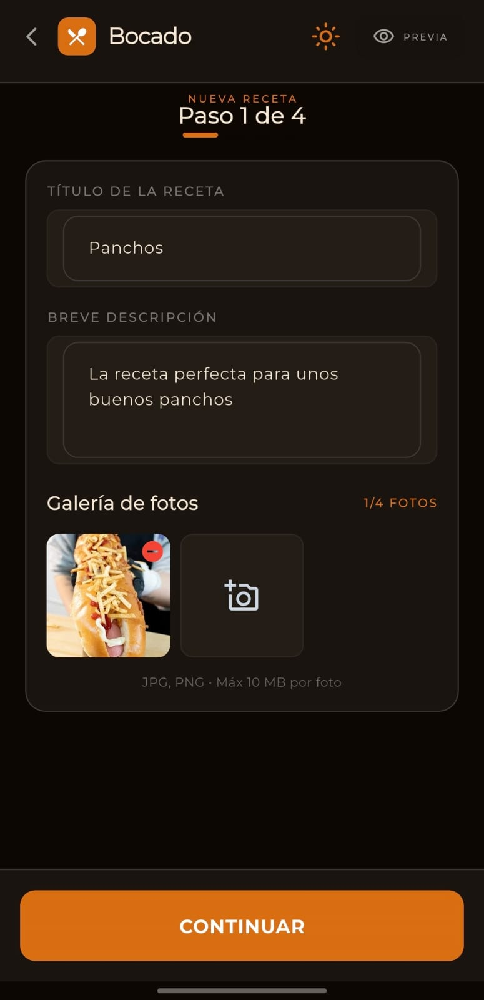 Bocado
PREVIA
NUEVA RECETA
Paso 1 de 4
TÍTULO DE LA RECETA
Panchos
BREVE DESCRIPCIÓN
La receta perfecta para unos
buenos panchos
Galería de fotos
1/4 FOTOS
JPG, PNG • Máx 10 MB por foto
CONTINUAR